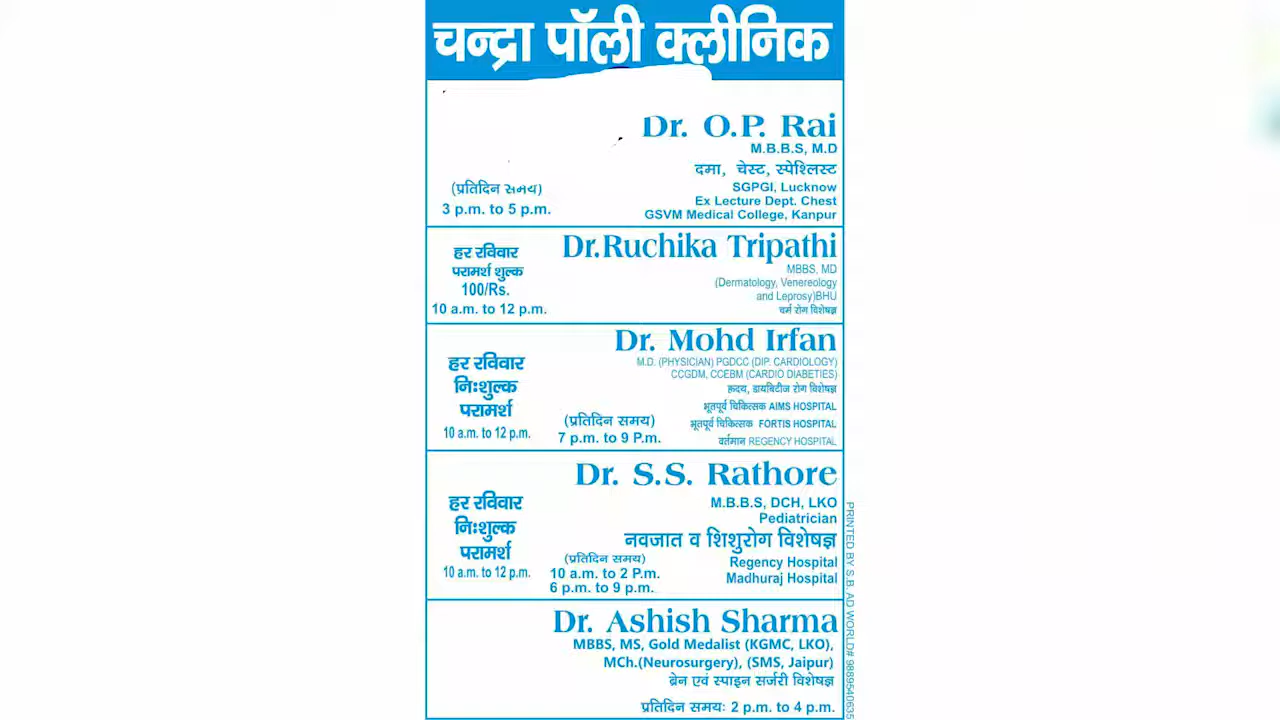 चन्द्रा पॉली क्लीनिक
Dr. O.P. Rai
M.B.B.S, M.D
दमा, चेस्ट, स्पेश्लिस्ट
SGPGI, Lucknow
Ex Lecture Dept. Chest
GSVM Medical College, Kanpur
(प्रतिदिन समय)
3 p.m. to 5 p.m.
हर रविवार
परामर्श शुल्क
100/Rs.
10 a.m. to 12 p.m.
Dr.Ruchika Tripathi
MBBS, MD
(Dermatology, Venereology
and Leprosy)BHU
चर्म रोग विशेषज्ञ
हर रविवार
निःशुल्क
परामर्श
10 a.m. to 12 p.m.
Dr. Mohd Irfan
M.D. (PHYSICIAN) PGDCC (DIP. CARDIOLOGY)
CCGDM, CCEBM (CARDIO DIABETIES)
हृदय, डायबिटीज रोग विशेषज्ञ
भूतपूर्व चिकित्सक AIMS HOSPITAL
भूतपूर्व चिकित्सक FORTIS HOSPITAL
वर्तमान REGENCY HOSPITAL
(प्रतिदिन समय)
7 p.m. to 9 P.m.
हर रविवार
निःशुल्क
परामर्श
10 a.m. to 12 p.m.
Dr. S.S. Rathore
M.B.B.S, DCH, LKO
Pediatrician
नवजात व शिशुरोग विशेषज्ञ
Regency Hospital
Madhuraj Hospital
(प्रतिदिन समय)
10 a.m. to 2 P.m.
6 p.m. to 9 p.m.
Dr. Ashish Sharma
MBBS, MS, Gold Medalist (KGMC, LKO),
MCh.(Neurosurgery), (SMS, Jaipur)
ब्रेन एवं स्पाइन सर्जरी विशेषज्ञ
प्रतिदिन समयः 2 p.m. to 4 p.m.
PRINTED BY S.B. AD WORLD# 9889540635